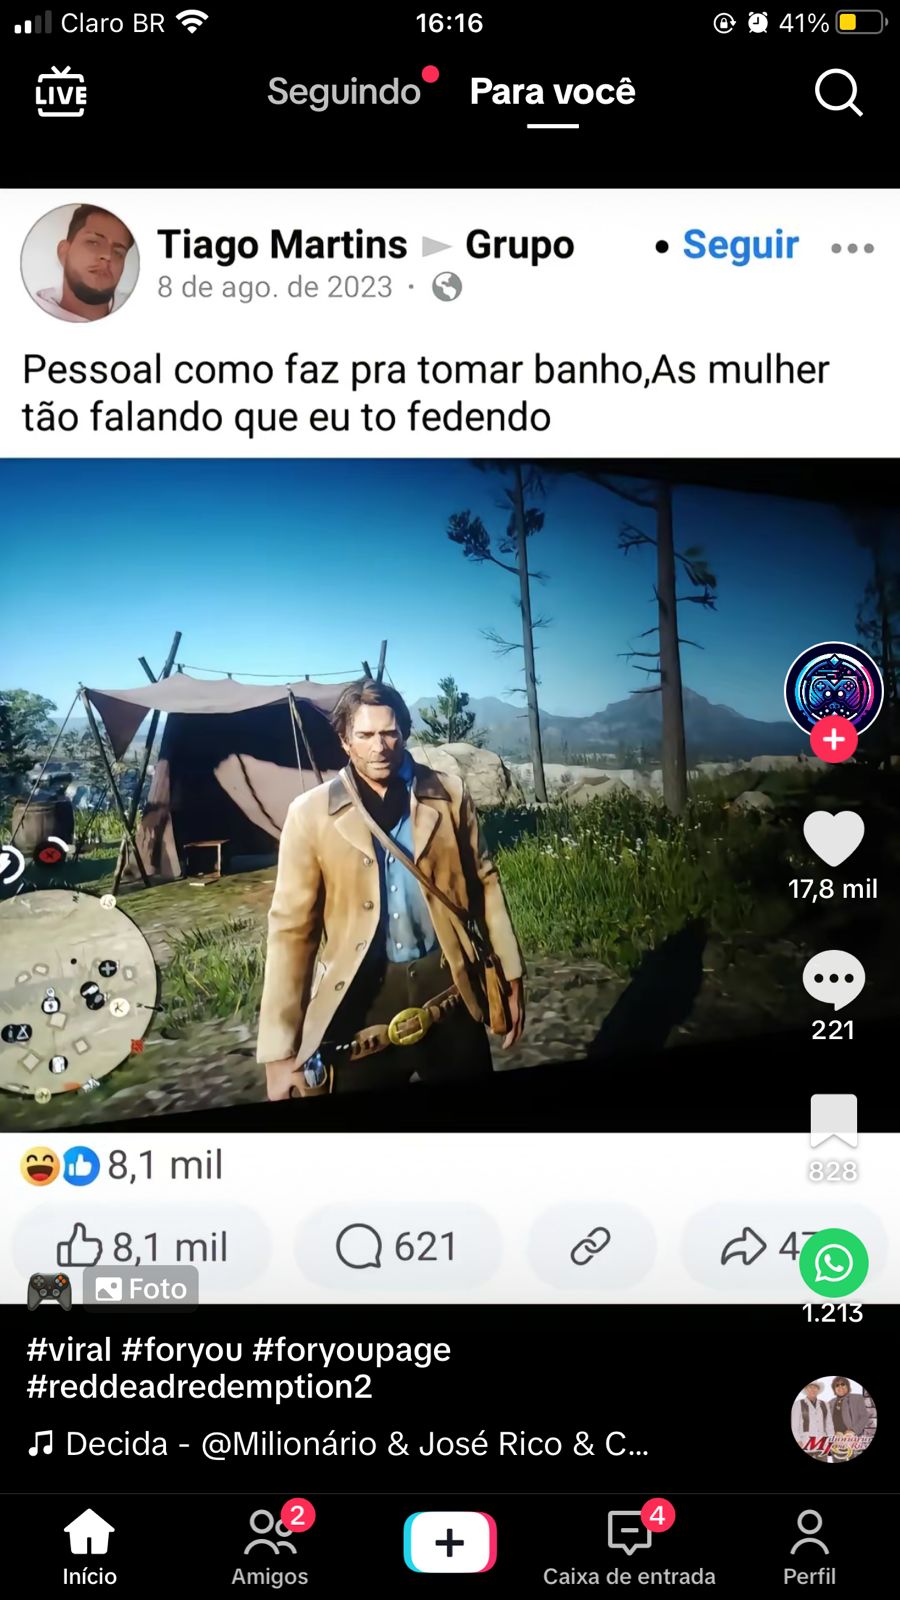 Claro BR
16:16
41%
LIVE
Seguindo
Para você
Tiago Martins
Grupo
• Seguir
8 de ago. de 2023 ·
Pessoal como faz pra tomar banho,As mulher
tão falando que eu to fedendo
17,8 mil
221
828
8,1 mil
8,1 mil
621
1.213
Foto
#viral #foryou #foryoupage
#reddeadredemption2
Decida - @Milionário & José Rico & C...
Início
2
Amigos
4
Caixa de entrada
Perfil